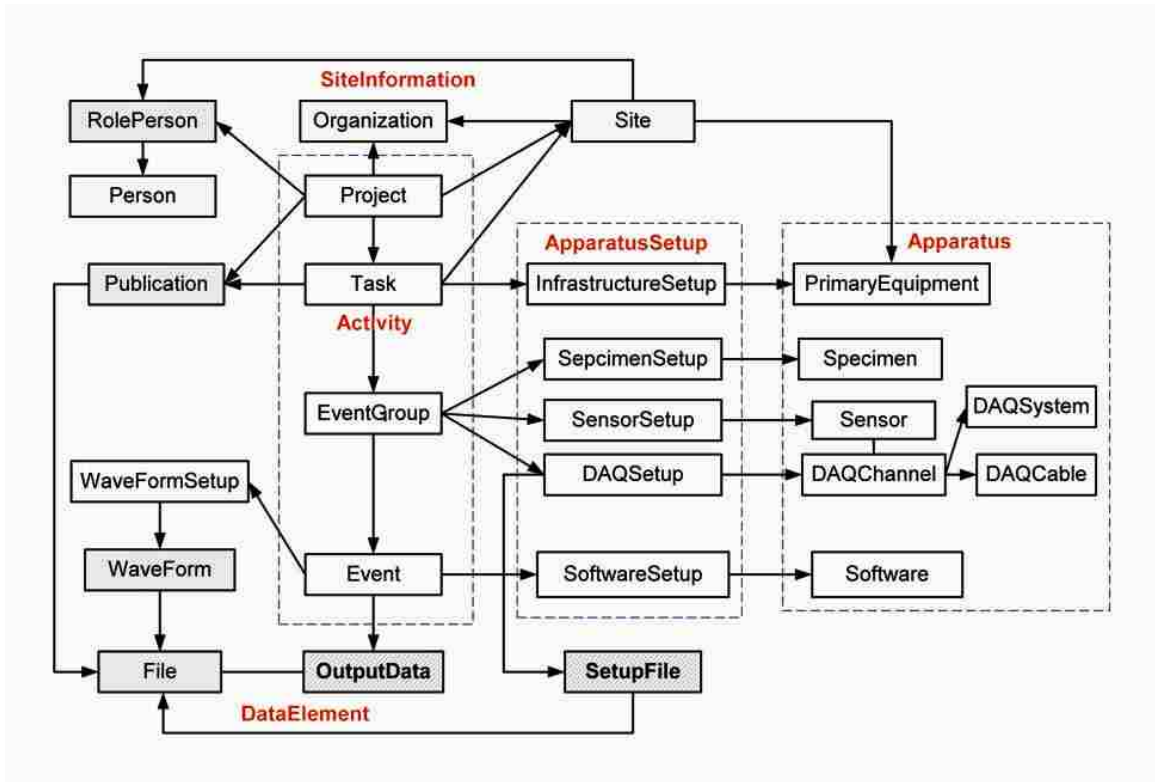 SiteInformation
RolePerson
Organization
Site
Person
Project
ApparatusSetup
Apparatus
Publication
Task
InfrastructureSetup
PrimaryEquipment
Activity
SepcimenSetup
Specimen
EventGroup
SensorSetup
Sensor
DAQSystem
WaveFormSetup
DAQSetup
DAQChannel
DAQCable
WaveForm
Event
SoftwareSetup
Software
File
OutputData
SetupFile
DataElement